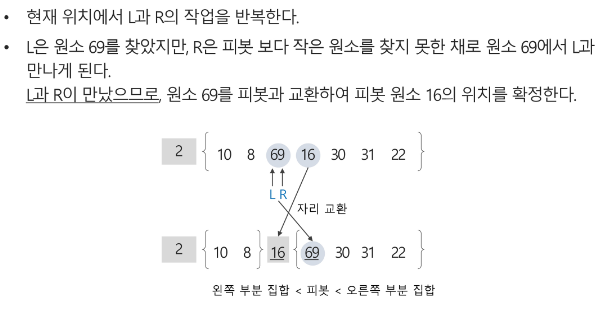 • 현재 위치에서 L과 R의 작업을 반복한다.
• L은 원소 69를 찾았지만, R은 피봇 보다 작은 원소를 찾지 못한 채로 원소 69에서 L과
만나게 된다.
L과 R이 만났으므로, 원소 69를 피봇과 교환하여 피봇 원소 16의 위치를 확정한다.
2 { 10 8 69 16 30 31 22 }
L R
자리 교환
2 { 10 8 } 16 { 69 30 31 22 }
왼쪽 부분 집합 < 피봇 < 오른쪽 부분 집합